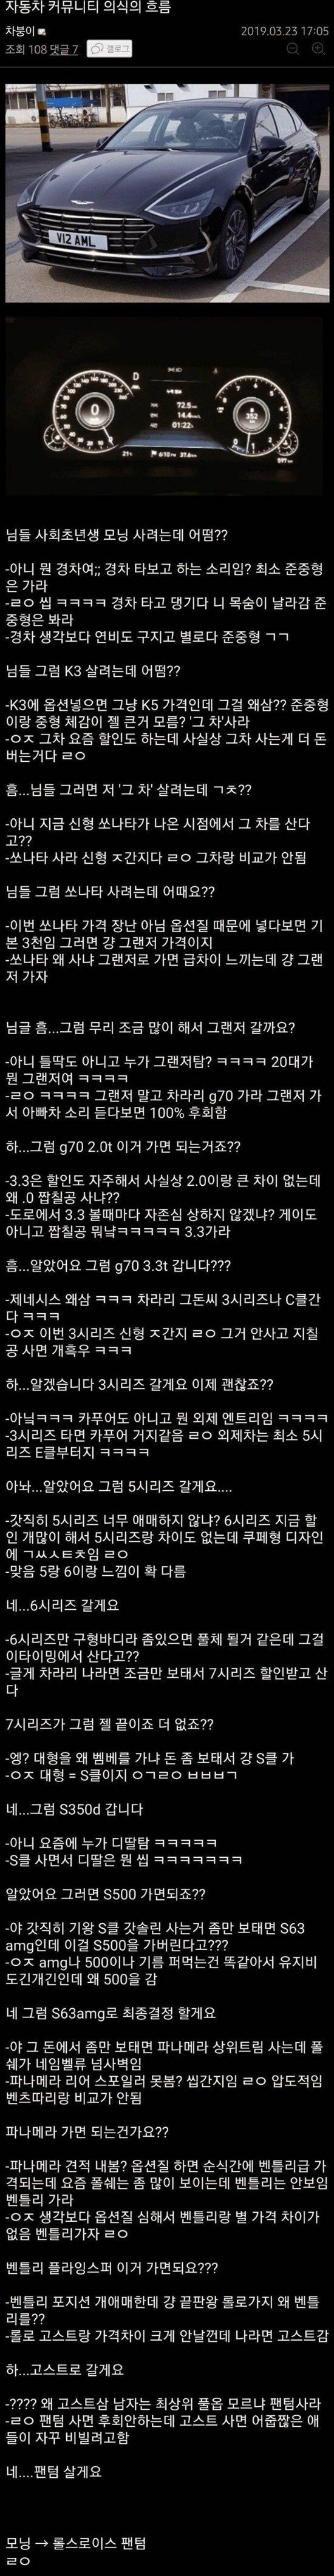 자동차 커뮤니티 의식의 흐름
차붕이
2019.03.23 17:05
조회 108 댓글 7
갤로그
V12 AML
님들 사회초년생 모닝 사려는데 어떰??
-아니 뭔 경차여;; 경차 타보고 하는 소리임? 최소 준중형
은 가라
-ㄹㅇ 씹 ㅋㅋㅋㅋ 경차 타고 댕기다 니 목숨이 날라감 준
중형은 봐라
-경차 생각보다 연비도 구지고 별로다 준중형 ㄱㄱ
님들 그럼 K3 살려는데 어떰??
-K3에 옵션넣으면 그냥 K5 가격인데 그걸 왜삼?? 준중형
이랑 중형 체감이 젤 큰거 모름? '그 차'사라
-ㅇㅈ 그차 요즘 할인도 하는데 사실상 그차 사는게 더 돈
버는거다 ㄹㅇ
흠...님들 그러면 저 '그 차' 살려는데 ㄱㅊ??
-아니 지금 신형 쏘나타가 나온 시점에서 그 차를 산다
고??
-쏘나타 사라 신형 ㅈ간지다 ㄹㅇ 그차랑 비교가 안됨
님들 그럼 쏘나타 사려는데 어때요??
-이번 쏘나타 가격 장난 아님 옵션질 때문에 넣다보면 기
본 3천임 그러면 걍 그랜저 가격이지
-쏘나타 왜 사냐 그랜저로 가면 급차이 느끼는데 걍 그랜
저 가자
님글 흠...그럼 무리 조금 많이 해서 그랜저 갈까요?
-아니 틀딱도 아니고 누가 그랜저탐? ㅋㅋㅋㅋ 20대가
뭔 그랜저여 ㅋㅋㅋㅋ
-ㄹㅇ ㅋㅋㅋㅋ 그랜저 말고 차라리 g70 가라 그랜저 가
서 아빠차 소리 듣다보면 100% 후회함
하...그럼 g70 2.0t 이거 가면 되는거죠??
-3.3은 할인도 자주해서 사실상 2.0이랑 큰 차이 없는데
왜 .0 짭칠공 사냐??
-도로에서 3.3 볼때마다 자존심 상하지 않겠냐? 게이도
아니고 짭칠공 뭐냨ㅋㅋㅋㅋㅋ 3.3가라
흠...알았어요 그럼 g70 3.3t 갑니다???
-제네시스 왜삼 ㅋㅋㅋ 차라리 그돈씨 3시리즈나 C클간
다 ㅋㅋㅋ
-ㅇㅈ 이번 3시리즈 신형 ㅈ간지 ㄹㅇ 그거 안사고 지칠
공 사면 개흑우 ㅋㅋㅋ
하...알겠습니다 3시리즈 갈게요 이제 괜찮죠??
-아닠ㅋㅋㅋ 카푸어도 아니고 뭔 외제 엔트리임 ㅋㅋㅋㅋ
-3시리즈 타면 카푸어 거지같음 ㄹㅇ 외제차는 최소 5시
리즈 E클부터지 ㅋㅋㅋㅋ
아놔...알았어요 그럼 5시리즈 갈게요....
-갓직히 5시리즈 너무 애매하지 않냐? 6시리즈 지금 할
인 개많이 해서 5시리즈랑 차이도 없는데 쿠페형 디자인
에 ㄱㅆㅅㅌㅊ임 ㄹㅇ
-맞음 5랑 6이랑 느낌이 확 다름
네...6시리즈 갈게요
-6시리즈만 구형바디라 좀있으면 풀체 될거 같은데 그걸
이타이밍에서 산다고??
-글게 차라리 나라면 조금만 보태서 7시리즈 할인받고 산
다
7시리즈가 그럼 젤 끝이죠 더 없죠??
-엥? 대형을 왜 벰베를 가냐 돈 좀 보태서 걍 S클 가
-ㅇㅈ 대형 = S클이지 ㅇㄱㄹㅇ ㅂㅂㅂㄱ
네...그럼 S350d 갑니다
-아니 요즘에 누가 디딸탐 ㅋㅋㅋㅋㅋ
-S클 사면서 디딸은 뭔 씹 ㅋㅋㅋㅋㅋㅋㅋ
알았어요 그러면 S500 가면되죠??
-야 갓직히 기왕 S클 갓솔린 사는거 좀만 보태면 S63
amg인데 이걸 S500을 가버린다고???
-ㅇㅈ amg나 500이나 기름 퍼먹는건 똑같아서 유지비
도긴개긴인데 왜 500을 감
네 그럼 S63amg로 최종결정 할게요
-야 그 돈에서 좀만 보태면 파나메라 상위트림 사는데 폴
쉐가 네임벨류 넘사벽임
-파나메라 리어 스포일러 못봄? 씹간지임 ㄹㅇ 압도적임
벤츠따리랑 비교가 안됨
파나메라 가면 되는건가요??
-파나메라 견적 내봄? 옵션질 하면 순식간에 벤틀리급 가
격되는데 요즘 폴쉐는 좀 많이 보이는데 벤틀리는 안보임
벤틀리 가라
-ㅇㅈ 생각보다 옵션질 심해서 벤틀리랑 별 가격 차이가
없음 벤틀리가자 ㄹㅇ
벤틀리 플라잉스퍼 이거 가면되요???
-벤틀리 포지션 개애매한데 걍 끝판왕 롤로가지 왜 벤틀
리를??
-롤로 고스트랑 가격차이 크게 안날껀데 나라면 고스트감
하...고스트로 갈게요
-???? 왜 고스트삼 남자는 최상위 풀옵 모르냐 팬텀사라
-ㄹㅇ 팬텀 사면 후회안하는데 고스트 사면 어줍짢은 애
들이 자꾸 비빌려고함
네....팬텀 살게요
모닝 → 롤스로이스 팬텀
ㄹㅇ